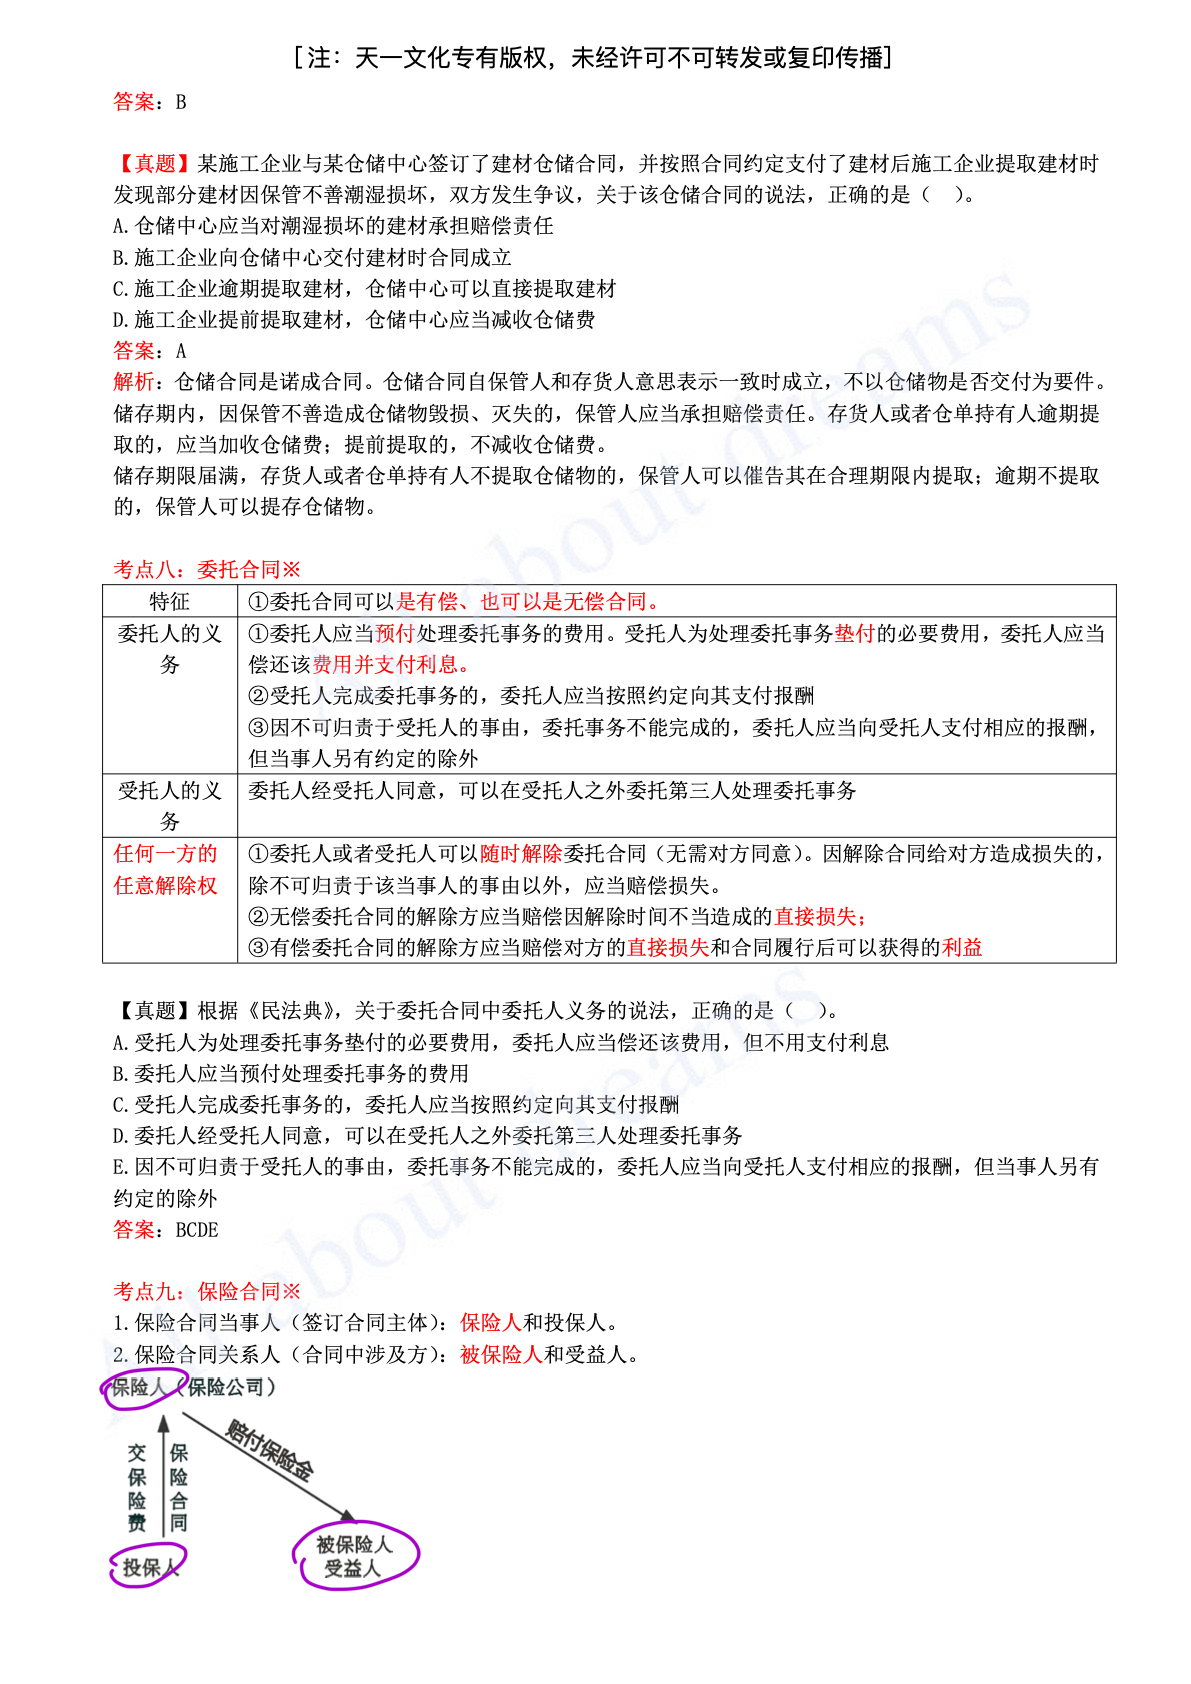 [注：天一文化专有版权，未经许可不可转发或复印传播]
答案：B
【真题】某施工企业与某仓储中心签订了建材仓储合同，并按照合同约定支付了建材后施工企业提取建材时
发现部分建材因保管不善潮湿损坏，双方发生争议，关于该仓储合同的说法，正确的是（ ）。
A.仓储中心应当对潮湿损坏的建材承担赔偿责任
B.施工企业向仓储中心交付建材时合同成立
C.施工企业逾期提取建材，仓储中心可以直接提取建材
D.施工企业提前提取建材，仓储中心应当减收仓储费
答案：A
解析：仓储合同是诺成合同。仓储合同自保管人和存货人意思表示一致时成立，不以仓储物是否交付为要件。
储存期内，因保管不善造成仓储物毁损、灭失的，保管人应当承担赔偿责任。存货人或者仓单持有人逾期提
取的，应当加收仓储费；提前提取的，不减收仓储费。
储存期限届满，存货人或者仓单持有人不提取仓储物的，保管人可以催告其在合理期限内提取；逾期不提取
的，保管人可以提存仓储物。
考点八：委托合同※
特征
①委托合同可以是有偿、也可以是无偿合同。
委托人的义
务
①委托人应当预付处理委托事务的费用。受托人为处理委托事务垫付的必要费用，委托人应当
偿还该费用并支付利息。
②受托人完成委托事务的，委托人应当按照约定向其支付报酬
③因不可归责于受托人的事由，委托事务不能完成的，委托人应当向受托人支付相应的报酬，
但当事人另有约定的除外
受托人的义
务
委托人经受托人同意，可以在受托人之外委托第三人处理委托事务
任何一方的
任意解除权
①委托人或者受托人可以随时解除委托合同（无需对方同意）。因解除合同给对方造成损失的，
除不可归责于该当事人的事由以外，应当赔偿损失。
②无偿委托合同的解除方应当赔偿因解除时间不当造成的直接损失；
③有偿委托合同的解除方应当赔偿对方的直接损失和合同履行后可以获得的利益
【真题】根据《民法典》，关于委托合同中委托人义务的说法，正确的是（ ）。
A.受托人为处理委托事务垫付的必要费用，委托人应当偿还该费用，但不用支付利息
B.委托人应当预付处理委托事务的费用
C.受托人完成委托事务的，委托人应当按照约定向其支付报酬
D.委托人经受托人同意，可以在受托人之外委托第三人处理委托事务
E.因不可归责于受托人的事由，委托事务不能完成的，委托人应当向受托人支付相应的报酬，但当事人另有
约定的除外
答案：BCDE
考点九：保险合同※
1.保险合同当事人（签订合同主体）：保险人和投保人。
2.保险合同关系人（合同中涉及方）：被保险人和受益人。
保险人（保险公司）
赔付保险金
交保险费
保险合同
被保险人
受益人
投保人
All about dreams
All about dreams